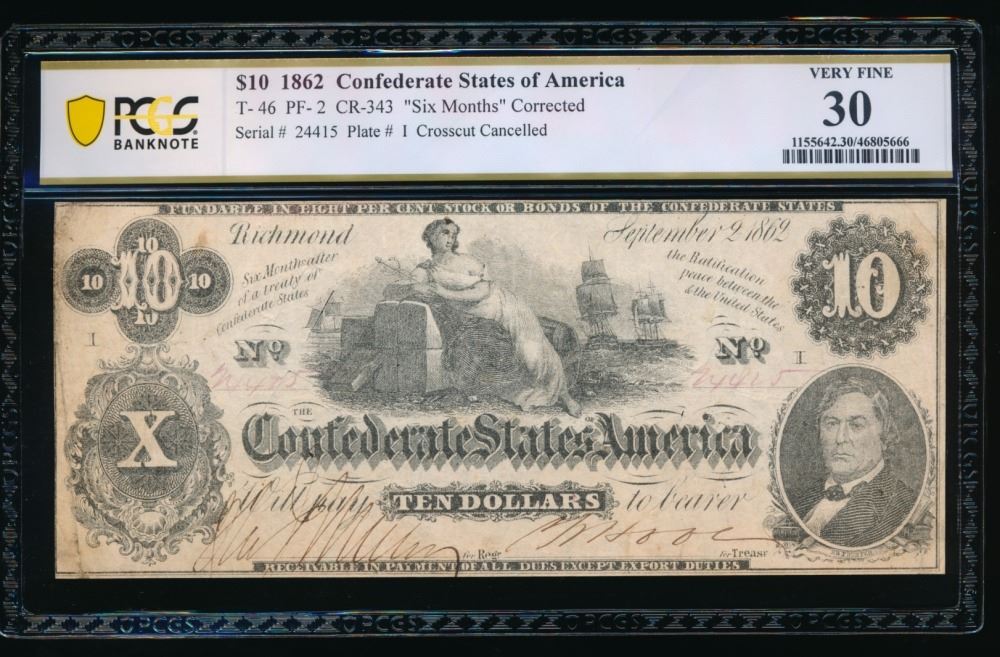 PCGS
BANKNOTE
$10 1862 Confederate States of America
T- 46 PF- 2 CR-343 "Six Months" Corrected
Serial # 24415 Plate # I Crosscut Cancelled
VERY FINE
30
1155642.30/46805666
FUNDABLE IN EIGHT PER CENT STOCK OR BONDS OF THE CONFEDERATE STATES
Richmond
September 2 1862
Six Months after
of a treaty of
Confederate States
the Ratification
peace between the
& the United States
10
10 10 10
10
10
I
I
No
No
X
THE
Confederate States OF America
Will pay TEN DOLLARS to bearer
for Regr
for Treasr
RECEIVABLE IN PAYMENT OF ALL DUES EXCEPT EXPORT DUTIES